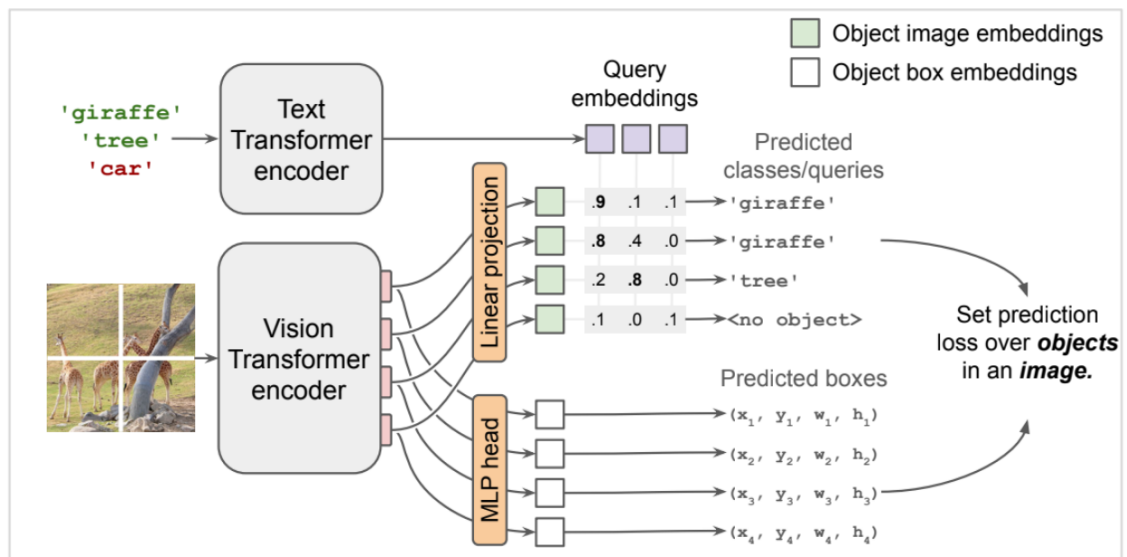 Object image embeddings
Object box embeddings
Query
embeddings
'giraffe'
'tree'
'car'
Text
Transformer
encoder
Predicted
classes/queries
Linear projection
.9 .1 .1
'giraffe'
.8 .4 .0
'giraffe'
.2 .8 .0
'tree'
.1 .0 .1
<no object>
Vision
Transformer
encoder
Set prediction
loss over objects
in an image.
Predicted boxes
MLP head
(x₁, y₁, w₁, h₁)
(x₂, y₂, w₂, h₂)
(x₃, y₃, w₃, h₃)
(x₄, y₄, w₄, h₄)